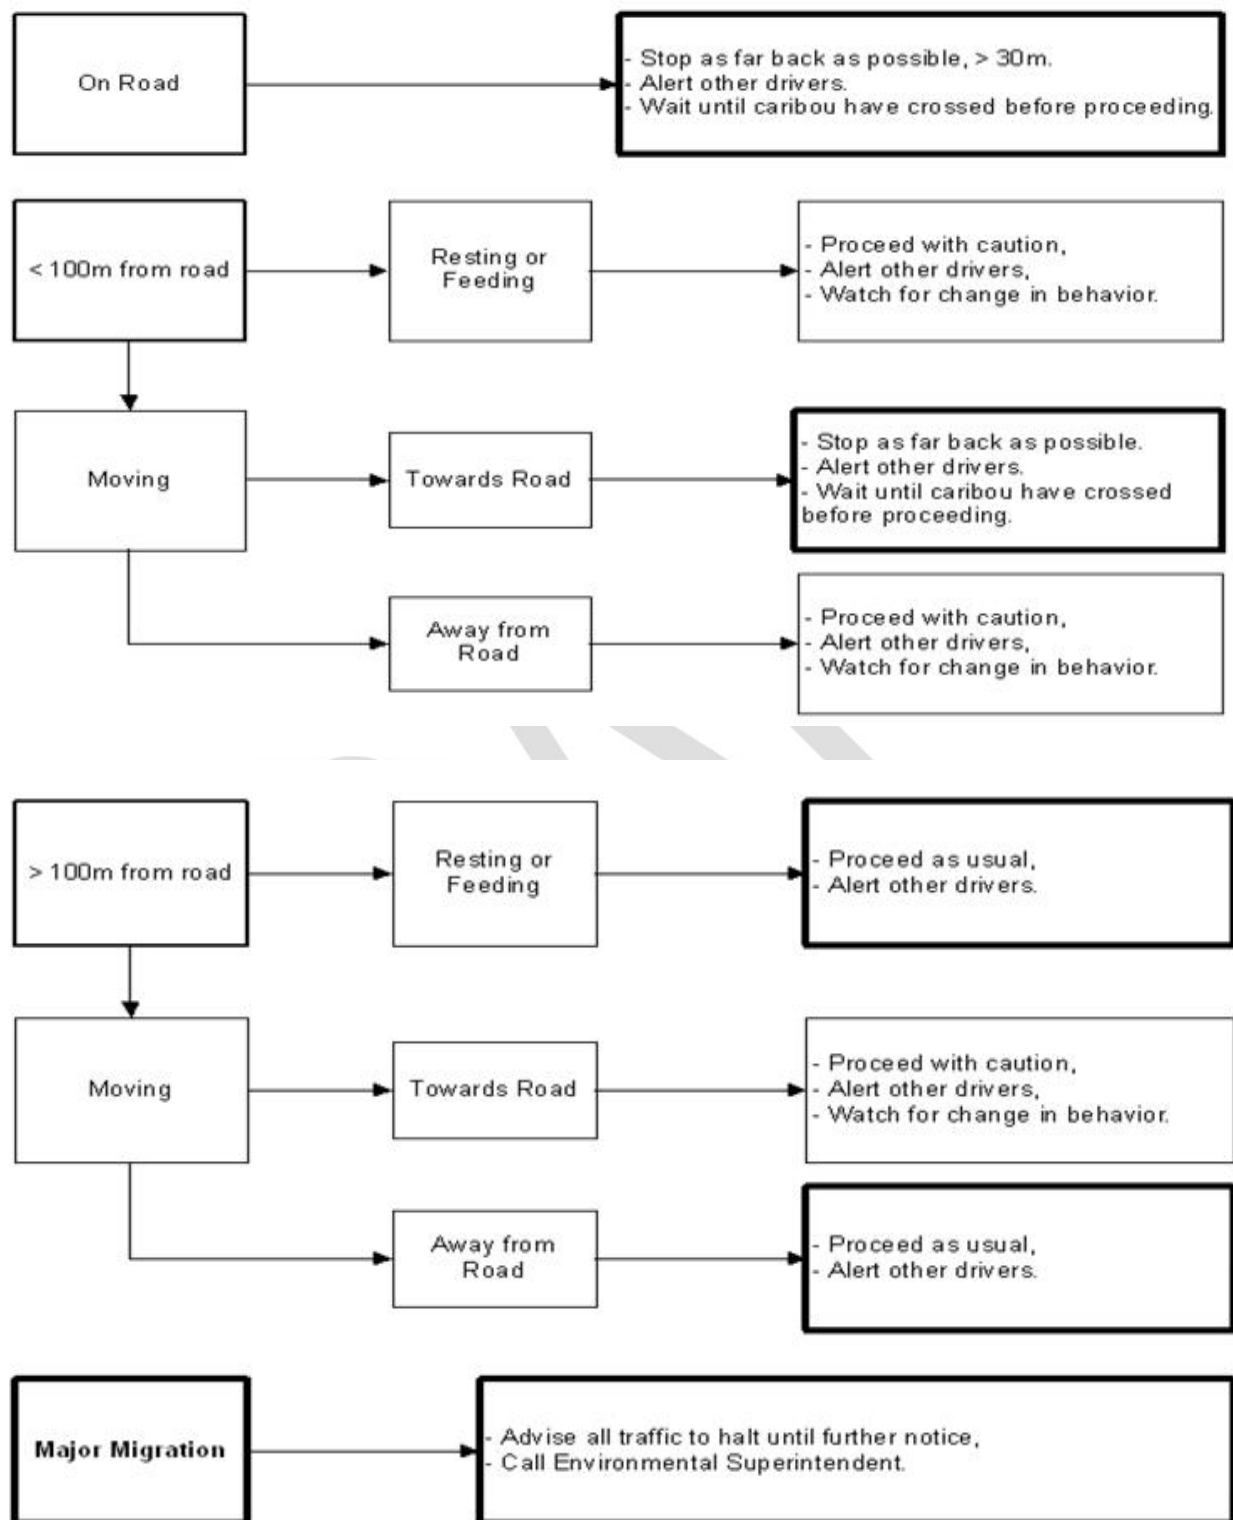 On Road
- Stop as far back as possible, > 30m.
- Alert other drivers.
- Wait until caribou have crossed before proceeding.
< 100m from road
Resting or
Feeding
- Proceed with caution,
- Alert other drivers,
- Watch for change in behavior.
Moving
Towards Road
- Stop as far back as possible.
- Alert other drivers.
- Wait until caribou have crossed
before proceeding.
Away from
Road
- Proceed with caution,
- Alert other drivers,
- Watch for change in behavior.
> 100m from road
Resting or
Feeding
- Proceed as usual,
- Alert other drivers.
Moving
Towards Road
- Proceed with caution,
- Alert other drivers,
- Watch for change in behavior.
Away from
Road
- Proceed as usual,
- Alert other drivers.
Major Migration
- Advise all traffic to halt until further notice,
- Call Environmental Superintendent.